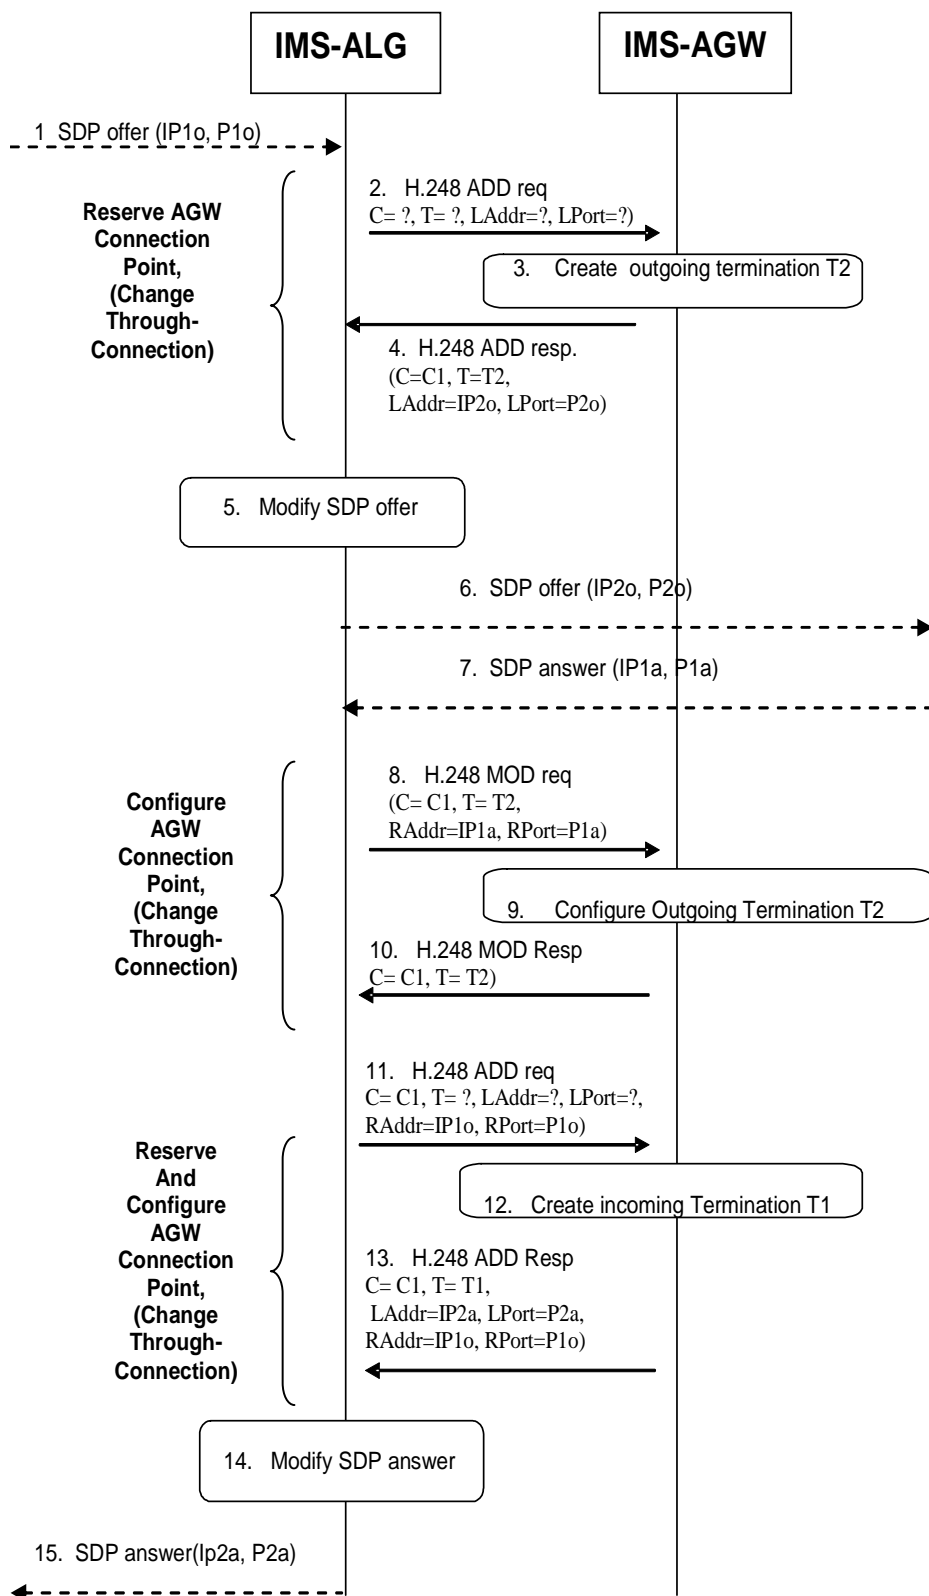 IMS-ALG
IMS-AGW
1 SDP offer (IP1o, P1o)
Reserve AGW
Connection
Point,
(Change
Through-
Connection)
2. H.248 ADD req
C= ?, T= ?, LAddr=?, LPort=?)
3. Create outgoing termination T2
4. H.248 ADD resp.
(C=C1, T=T2,
LAddr=IP2o, LPort=P2o)
5. Modify SDP offer
6. SDP offer (IP2o, P2o)
7. SDP answer (IP1a, P1a)
Configure
AGW
Connection
Point,
(Change
Through-
Connection)
8. H.248 MOD req
(C= C1, T= T2,
RAddr=IP1a, RPort=P1a)
9. Configure Outgoing Termination T2
10. H.248 MOD Resp
C= C1, T= T2)
11. H.248 ADD req
C= C1, T= ?, LAddr=?, LPort=?,
RAddr=IP1o, RPort=P1o)
Reserve
And
Configure
AGW
Connection
Point,
(Change
Through-
Connection)
12. Create incoming Termination T1
13. H.248 ADD Resp
C= C1, T= T1,
LAddr=IP2a, LPort=P2a,
RAddr=IP1o, RPort=P1o)
14. Modify SDP answer
15. SDP answer(Ip2a, P2a)